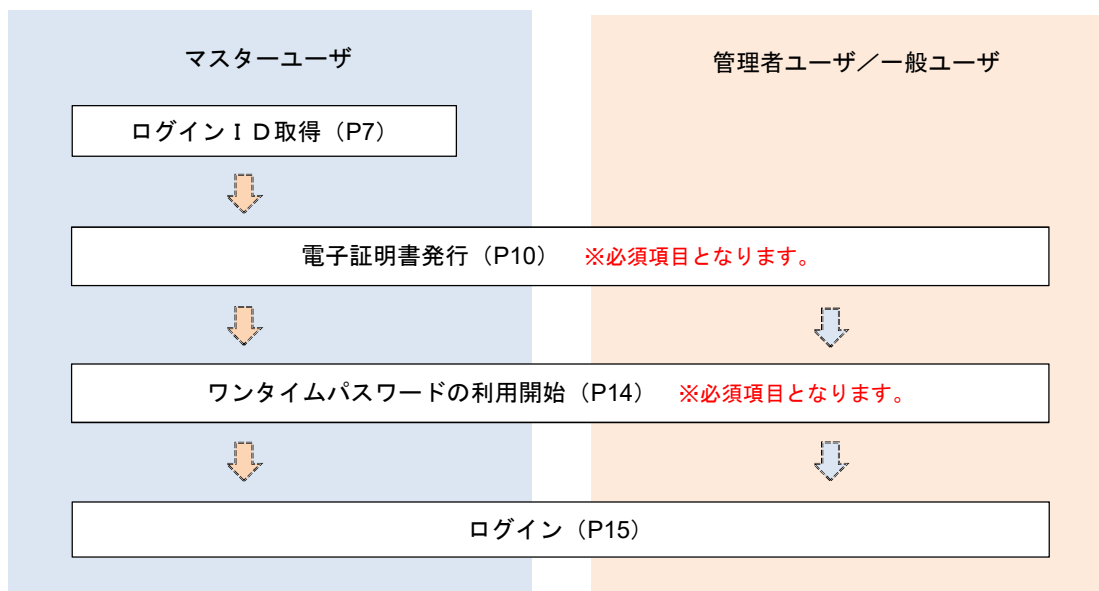 マスターユーザ
管理者ユーザ／一般ユーザ
ログインＩＤ取得（P7）
電子証明書発行（P10） ※必須項目となります。
ワンタイムパスワードの利用開始（P14） ※必須項目となります。
ログイン（P15）